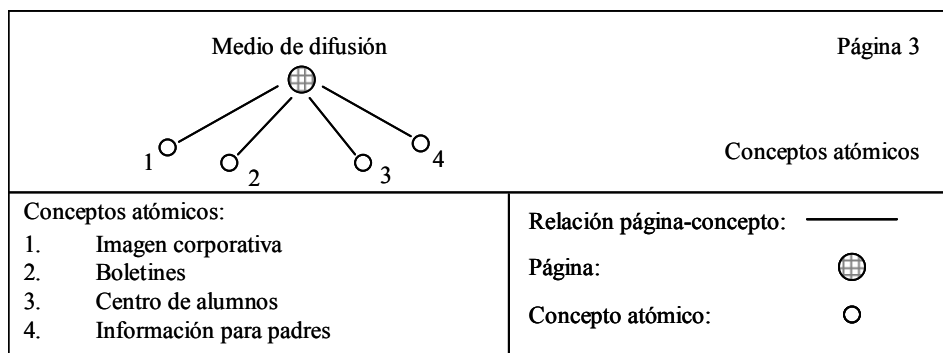 Medio de difusión
Página 3
1
2
3
4
Conceptos atómicos
Conceptos atómicos:
1. Imagen corporativa
2. Boletines
3. Centro de alumnos
4. Información para padres
Relación página-concepto:
Página:
Concepto atómico: